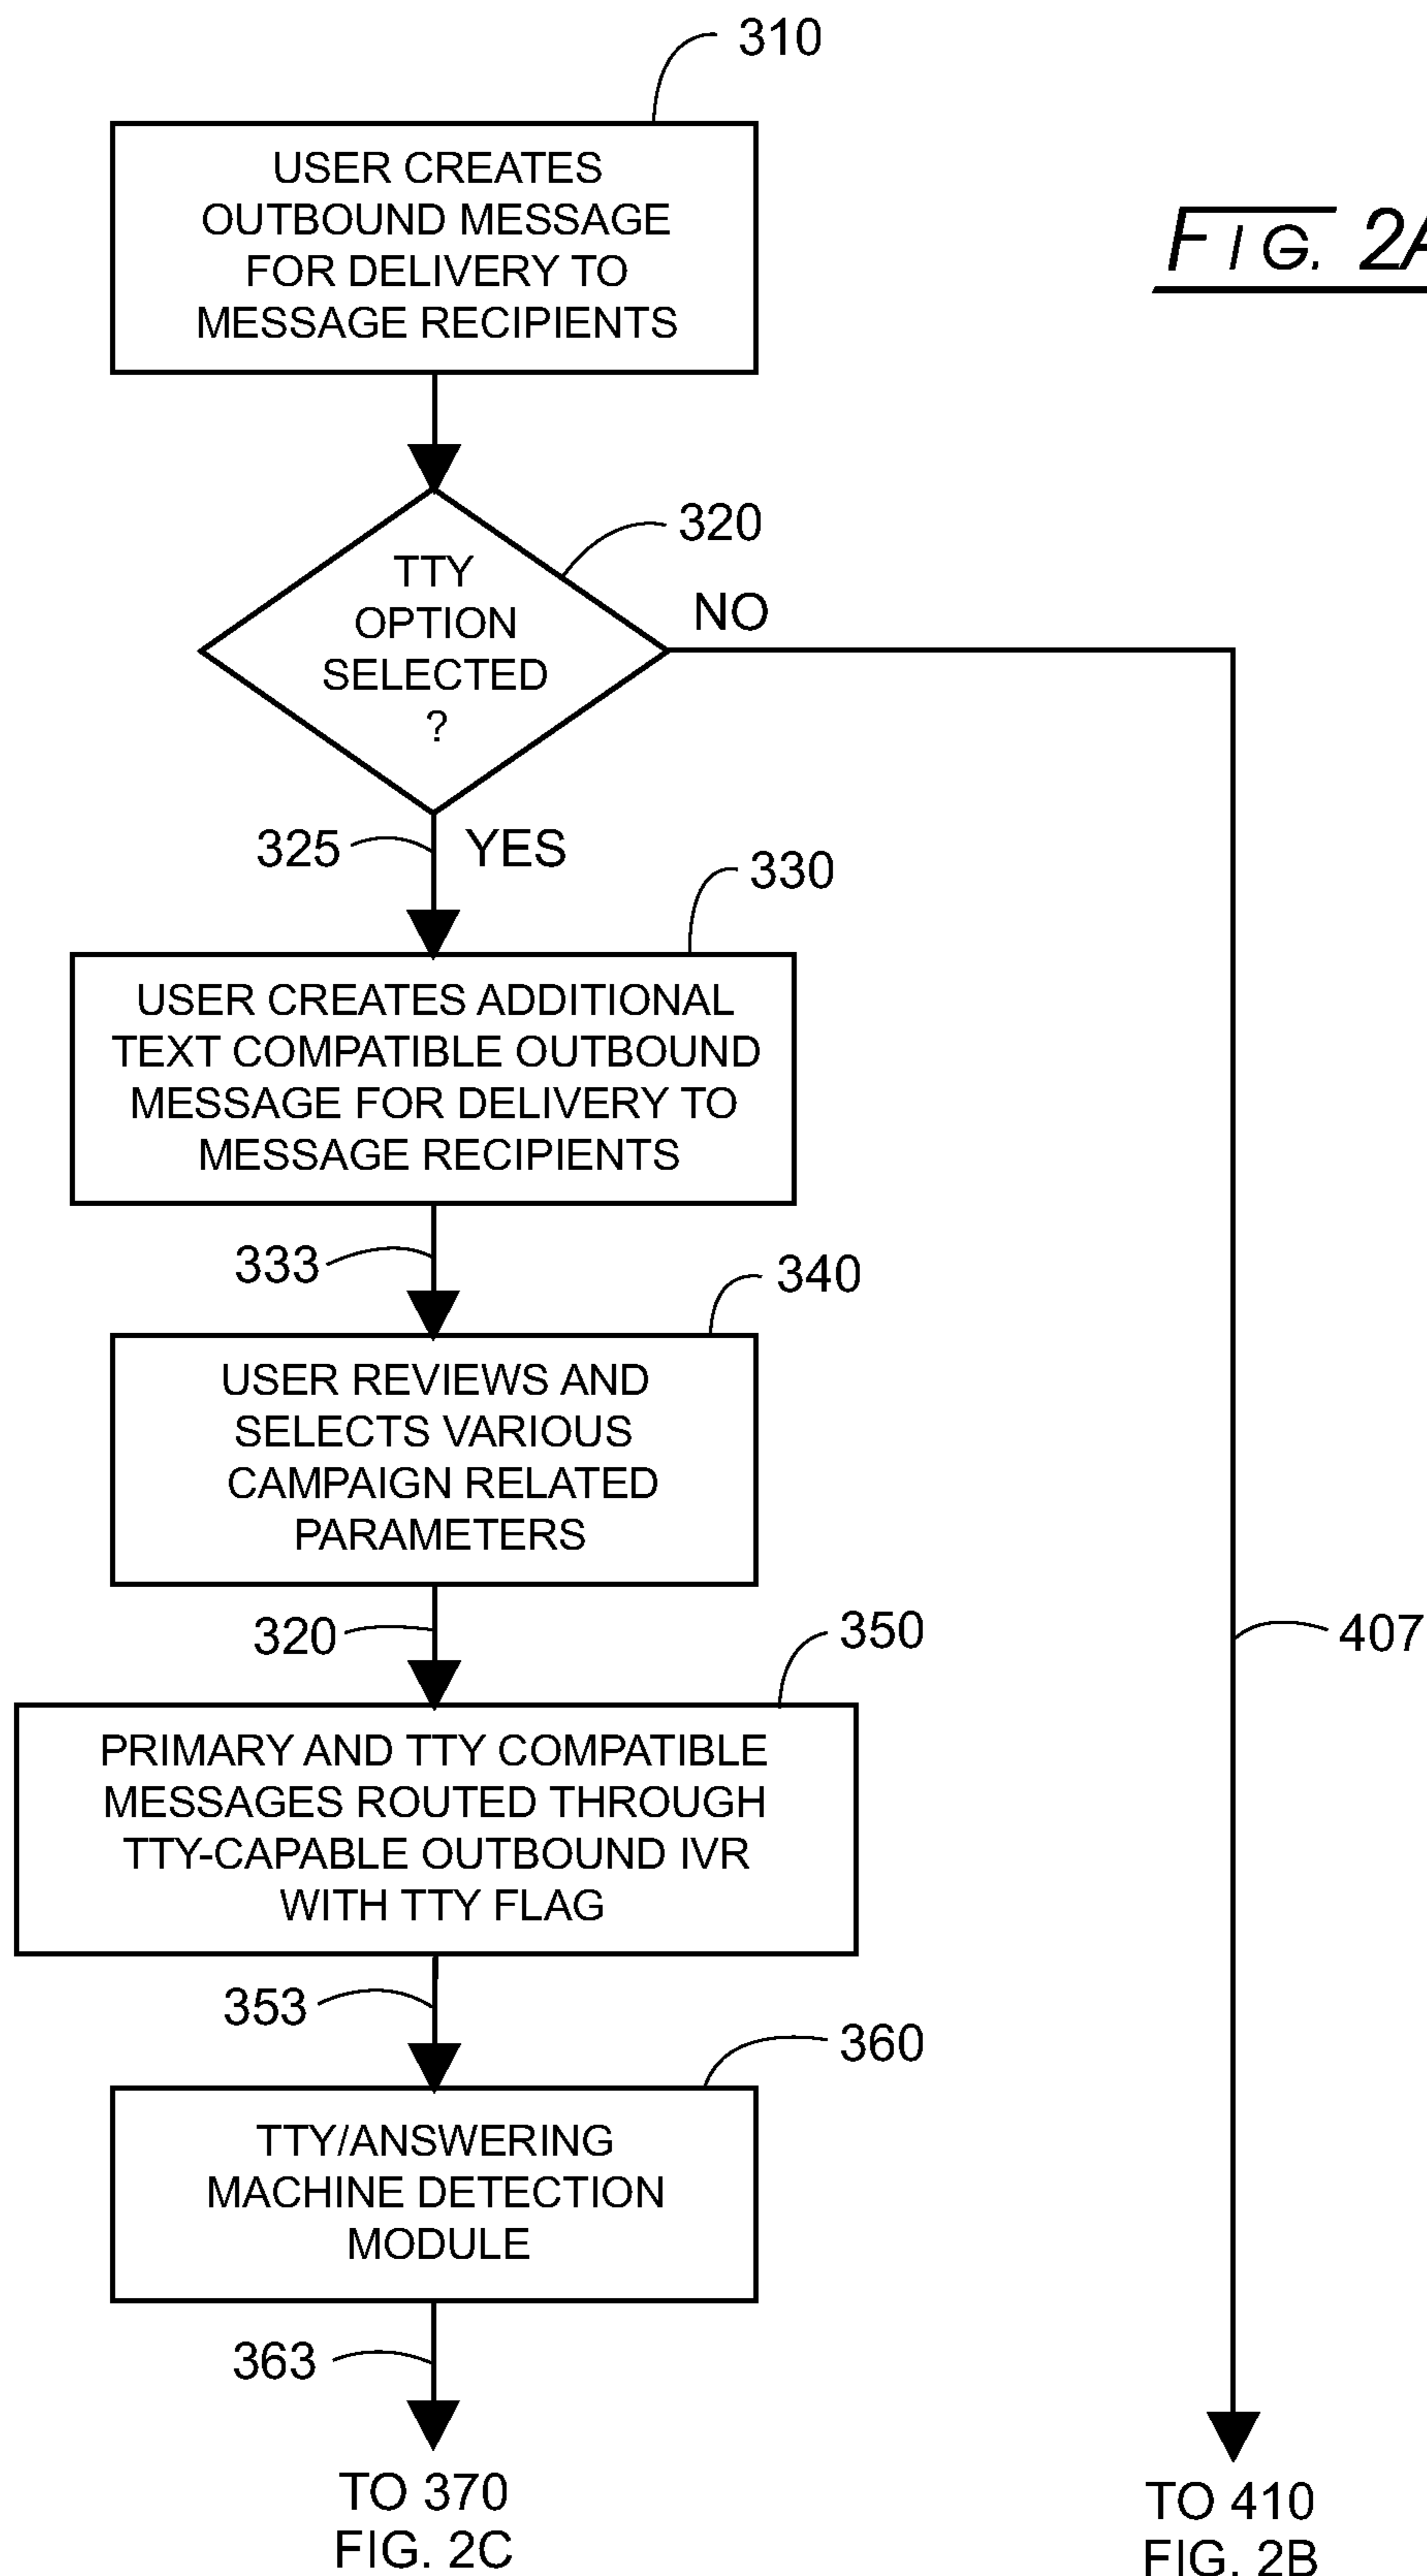 310
USER CREATES
OUTBOUND MESSAGE
FOR DELIVERY TO
MESSAGE RECIPIENTS
FIG. 2A
320
TTY
OPTION
SELECTED
?
NO
325
YES
330
USER CREATES ADDITIONAL
TEXT COMPATIBLE OUTBOUND
MESSAGE FOR DELIVERY TO
MESSAGE RECIPIENTS
333
340
USER REVIEWS AND
SELECTS VARIOUS
CAMPAIGN RELATED
PARAMETERS
320
350
407
PRIMARY AND TTY COMPATIBLE
MESSAGES ROUTED THROUGH
TTY-CAPABLE OUTBOUND IVR
WITH TTY FLAG
353
360
TTY/ANSWERING
MACHINE DETECTION
MODULE
363
TO 370
FIG. 2C
TO 410
FIG. 2B